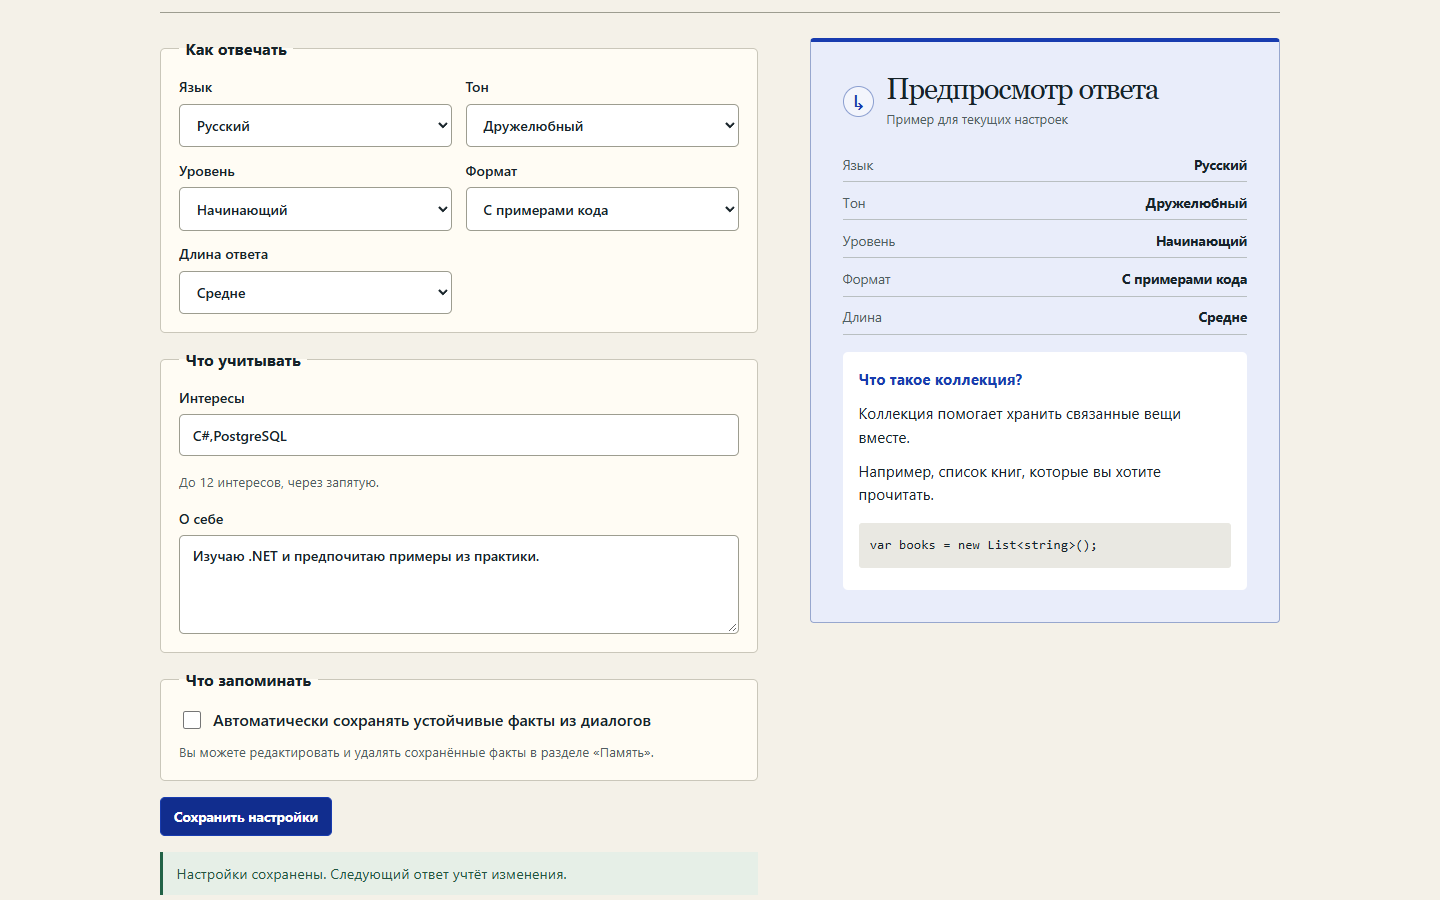 Как отвечать
Язык
Тон
Русский
Дружелюбный
Уровень
Формат
Начинающий
С примерами кода
Длина ответа
Средне
Что учитывать
Интересы
C#,PostgreSQL
До 12 интересов, через запятую.
О себе
Изучаю .NET и предпочитаю примеры из практики.
Что запоминать
Автоматически сохранять устойчивые факты из диалогов
Вы можете редактировать и удалять сохранённые факты в разделе «Память».
Сохранить настройки
Настройки сохранены. Следующий ответ учтёт изменения.
Предпросмотр ответа
Пример для текущих настроек
Язык Русский
Тон Дружелюбный
Уровень Начинающий
Формат С примерами кода
Длина Средне
Что такое коллекция?
Коллекция помогает хранить связанные вещи
вместе.
Например, список книг, которые вы хотите
прочитать.
var books = new List<string>();